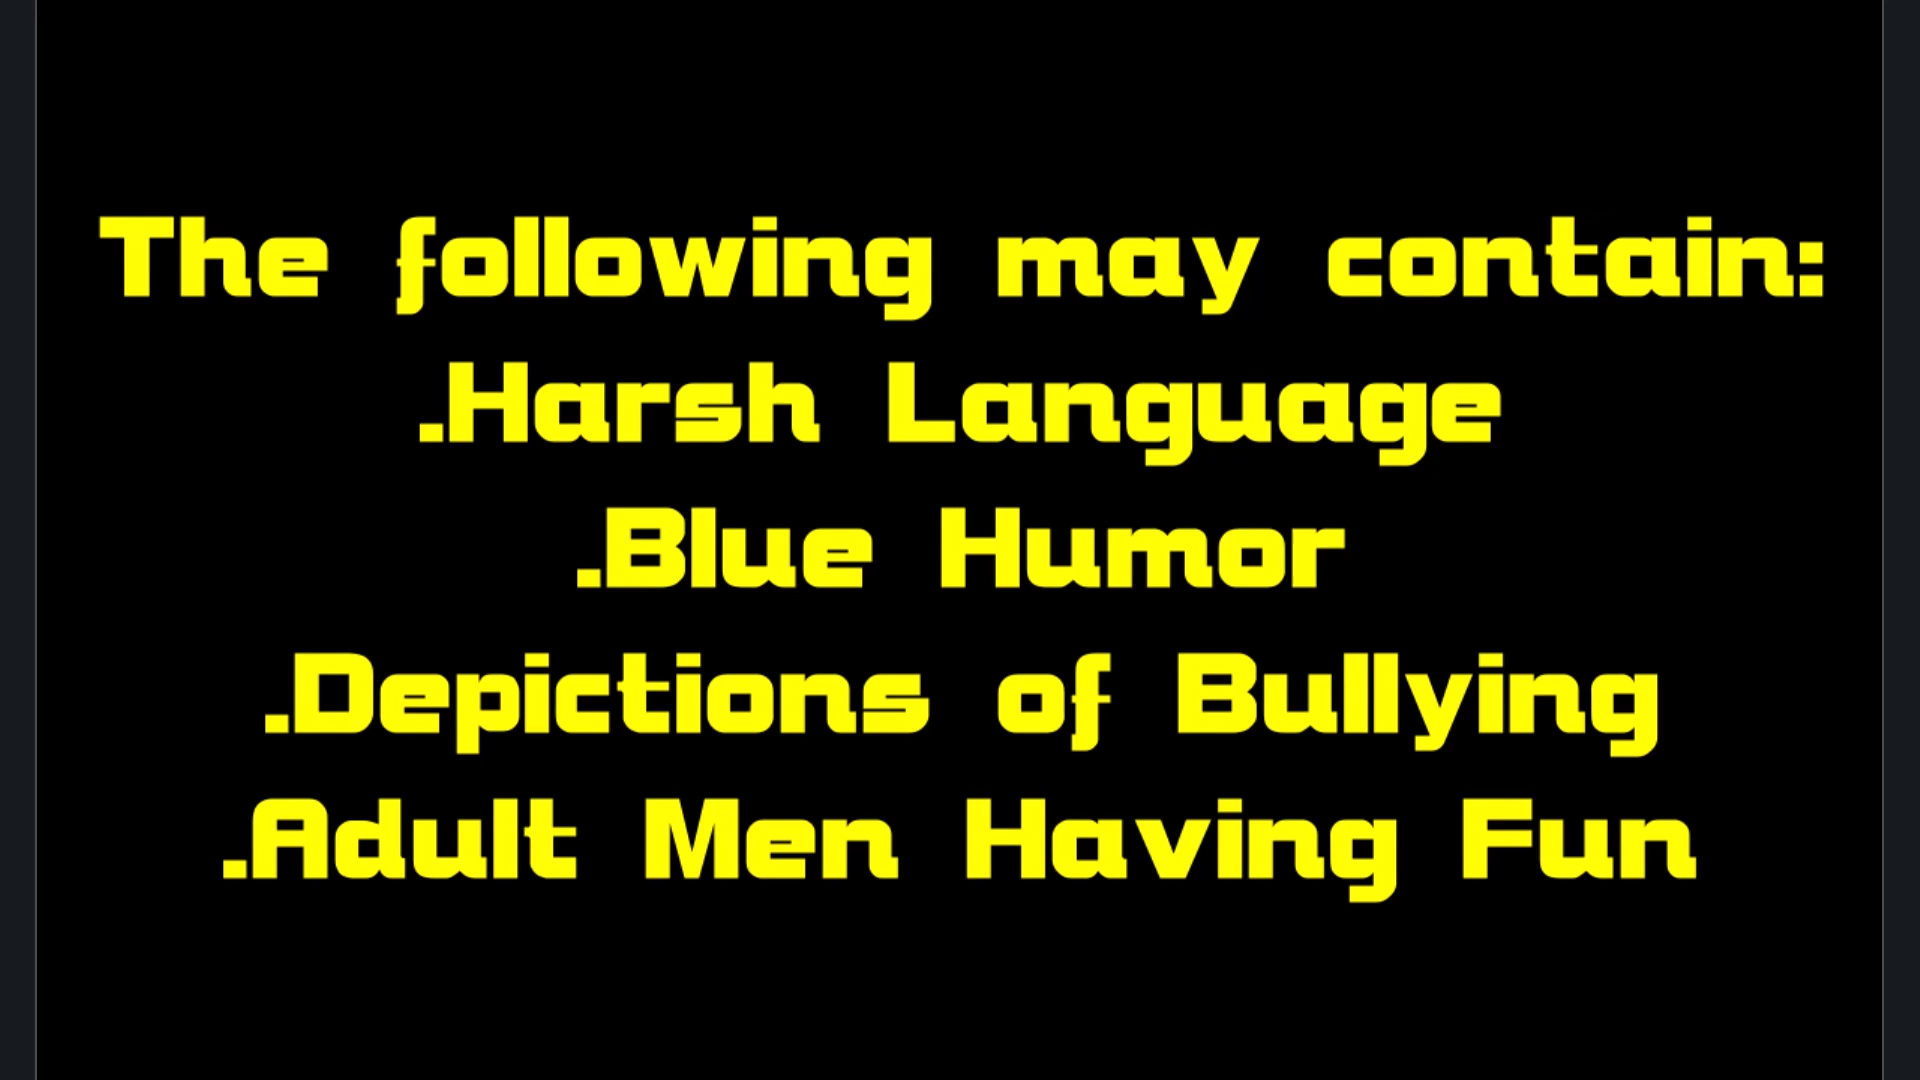 The following may contain:
.Harsh Language
.Blue Humor
.Depictions of Bullying
.Adult Men Having Fun